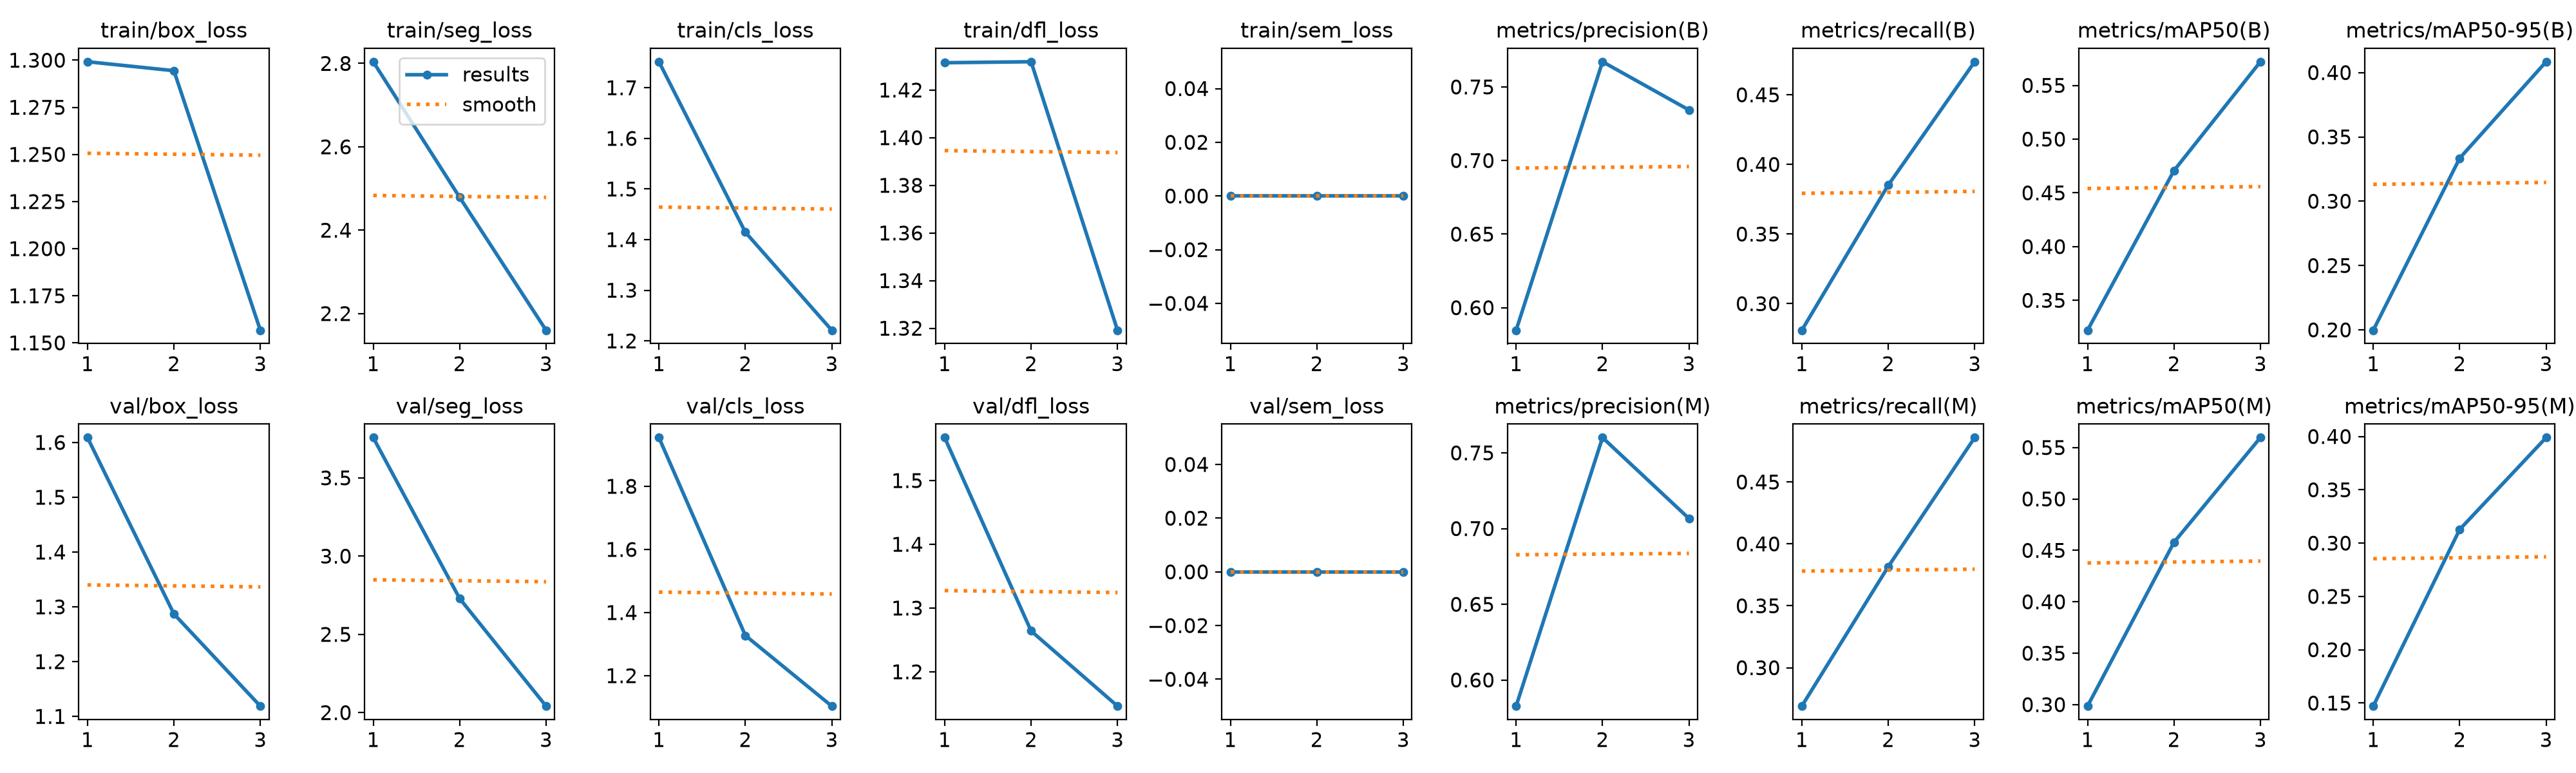 train/box_loss
train/seg_loss
train/cls_loss
train/dfl_loss
train/sem_loss
metrics/precision(B)
metrics/recall(B)
metrics/mAP50(B)
metrics/mAP50-95(B)
1.300
1.275
1.250
1.225
1.200
1.175
1.150
1 2 3
2.8
2.6
2.4
2.2
results
smooth
1 2 3
1.7
1.6
1.5
1.4
1.3
1.2
1 2 3
1.42
1.40
1.38
1.36
1.34
1.32
1 2 3
0.04
0.02
0.00
−0.02
−0.04
1 2 3
0.75
0.70
0.65
0.60
1 2 3
0.45
0.40
0.35
0.30
1 2 3
0.55
0.50
0.45
0.40
0.35
1 2 3
0.40
0.35
0.30
0.25
0.20
1 2 3
val/box_loss
val/seg_loss
val/cls_loss
val/dfl_loss
val/sem_loss
metrics/precision(M)
metrics/recall(M)
metrics/mAP50(M)
metrics/mAP50-95(M)
1.6
1.5
1.4
1.3
1.2
1.1
1 2 3
3.5
3.0
2.5
2.0
1 2 3
1.8
1.6
1.4
1.2
1 2 3
1.5
1.4
1.3
1.2
1 2 3
0.04
0.02
0.00
−0.02
−0.04
1 2 3
0.75
0.70
0.65
0.60
1 2 3
0.45
0.40
0.35
0.30
1 2 3
0.55
0.50
0.45
0.40
0.35
0.30
1 2 3
0.40
0.35
0.30
0.25
0.20
0.15
1 2 3